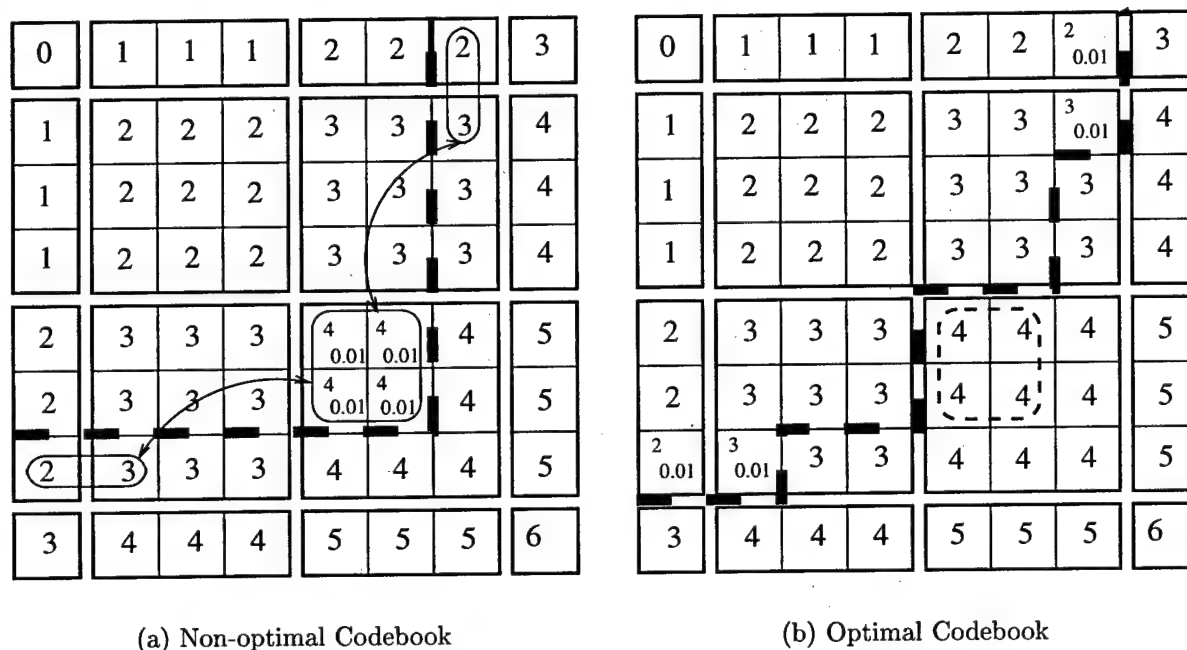 0 1 1 1 2 2 2 3
1 2 2 2 3 3 3 4
1 2 2 2 3 3 3 4
1 2 2 2 3 3 3 4
2 3 3 3 4 0.01 4 0.01 4 5
2 3 3 3 4 0.01 4 0.01 4 5
2 3 3 3 4 4 4 5
3 4 4 4 5 5 5 6
(a) Non-optimal Codebook
0 1 1 1 2 2 2 0.01 3
1 2 2 2 3 3 3 0.01 4
1 2 2 2 3 3 3 4
1 2 2 2 3 3 3 4
2 3 3 3 4 4 4 5
2 3 3 3 4 4 4 5
2 0.01 3 0.01 3 3 4 4 4 5
3 4 4 4 5 5 5 6
(b) Optimal Codebook